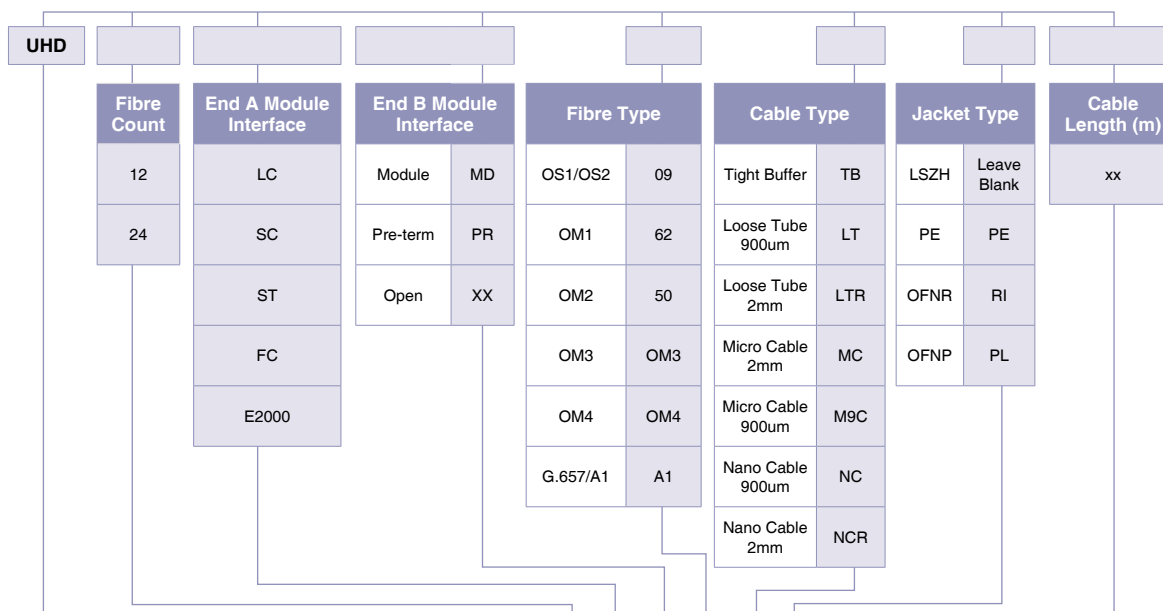 UHD
Fibre
Count
12
24
End A Module
Interface
LC
SC
ST
FC
E2000
End B Module
Interface
Module MD
Pre-term PR
Open XX
Fibre Type
OS1/OS2 09
OM1 62
OM2 50
OM3 OM3
OM4 OM4
G.657/A1 A1
Cable Type
Tight Buffer TB
Loose Tube
900um
LT
Loose Tube
2mm
LTR
Micro Cable
2mm
MC
Micro Cable
900um
M9C
Nano Cable
900um
NC
Nano Cable
2mm
NCR
Jacket Type
LSZH
Leave
Blank
PE PE
OFNR RI
OFNP PL
Cable
Length (m)
xx